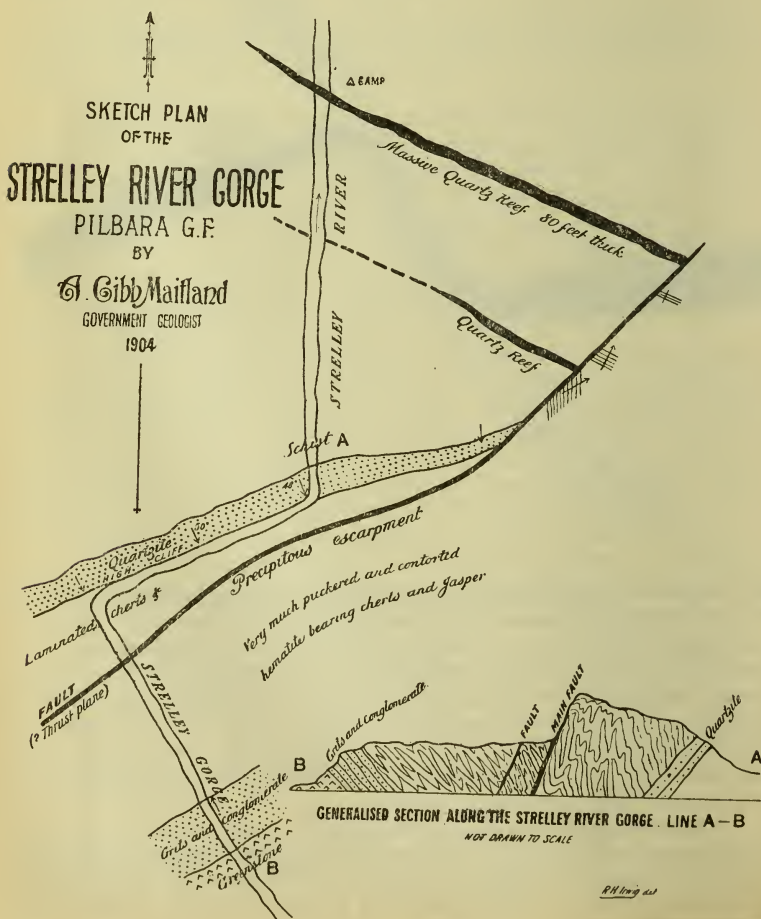 SKETCH PLAN
OF THE
STRELLEY RIVER GORGE
PILBARA G.F.
BY
A. Gibb Maitland
GOVERNMENT GEOLOGIST
1904
CAMP
Massive Quartz Reef 80 feet thick
RIVER
STRELLEY
Quartz Reef
Schist A
48°
50°
Quartzite
HIGH CLIFF
Laminated cherts &
Precipitous escarpment
Very much puckered and contorted
hematite bearing cherts and Jasper
FAULT
(? Thrust plane)
STRELLEY GORGE
Grits and conglomerate
Greenstone
B
B
Grits and conglomerate
FAULT
MAIN FAULT
Quartzite
A
GENERALISED SECTION ALONG THE STRELLEY RIVER GORGE. LINE A-B
NOT DRAWN TO SCALE